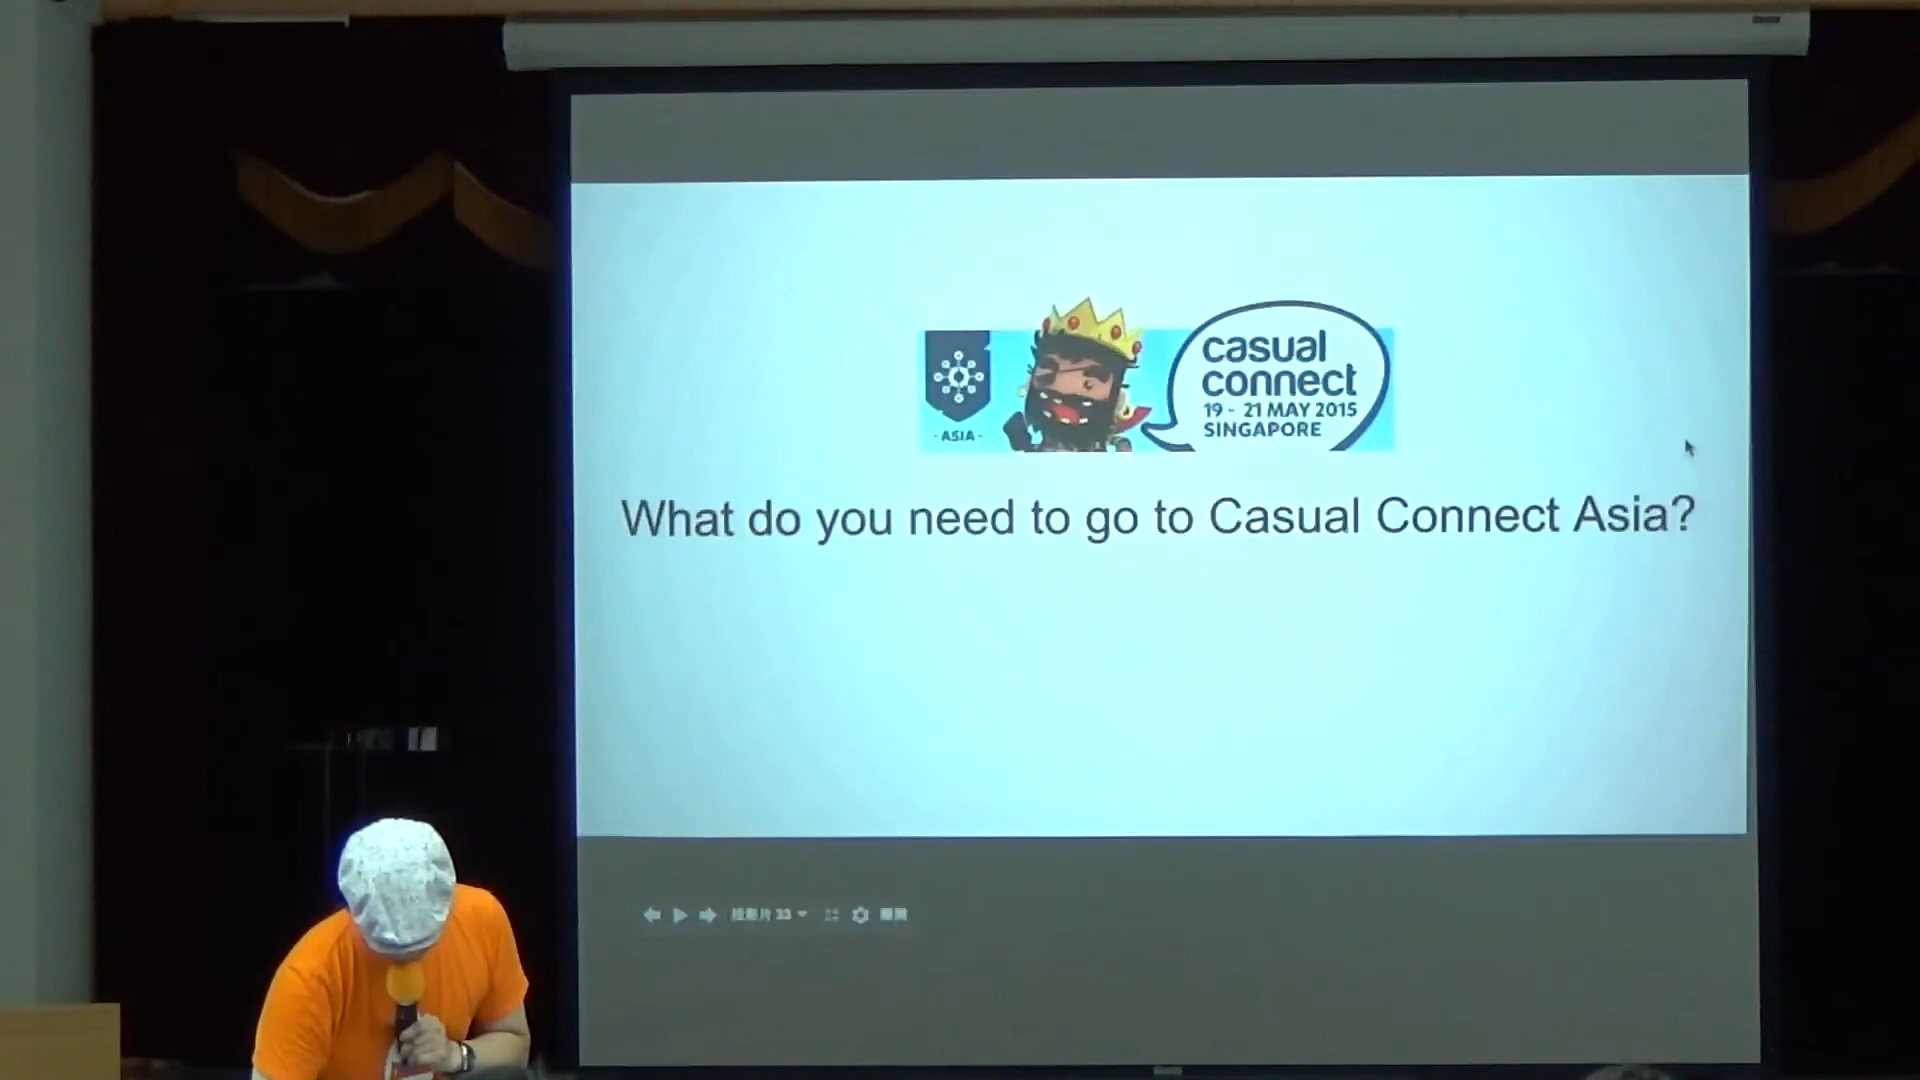 casual
connect
19 - 21 MAY 2015
SINGAPORE
- ASIA -
What do you need to go to Casual Connect Asia?
投影片 33